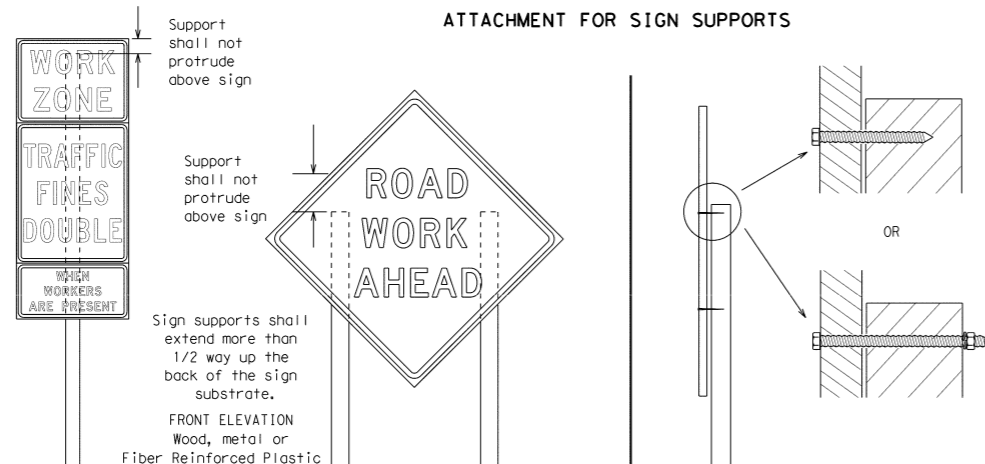 ATTACHMENT FOR SIGN SUPPORTS
Support
shall not
protrude
above sign
WORK
ZONE
TRAFFIC
FINES
DOUBLE
WHEN
WORKERS
ARE PRESENT
Support
shall not
protrude
above sign
ROAD
WORK
AHEAD
Sign supports shall
extend more than
1/2 way up the
back of the sign
substrate.
FRONT ELEVATION
Wood, metal or
Fiber Reinforced Plastic
OR